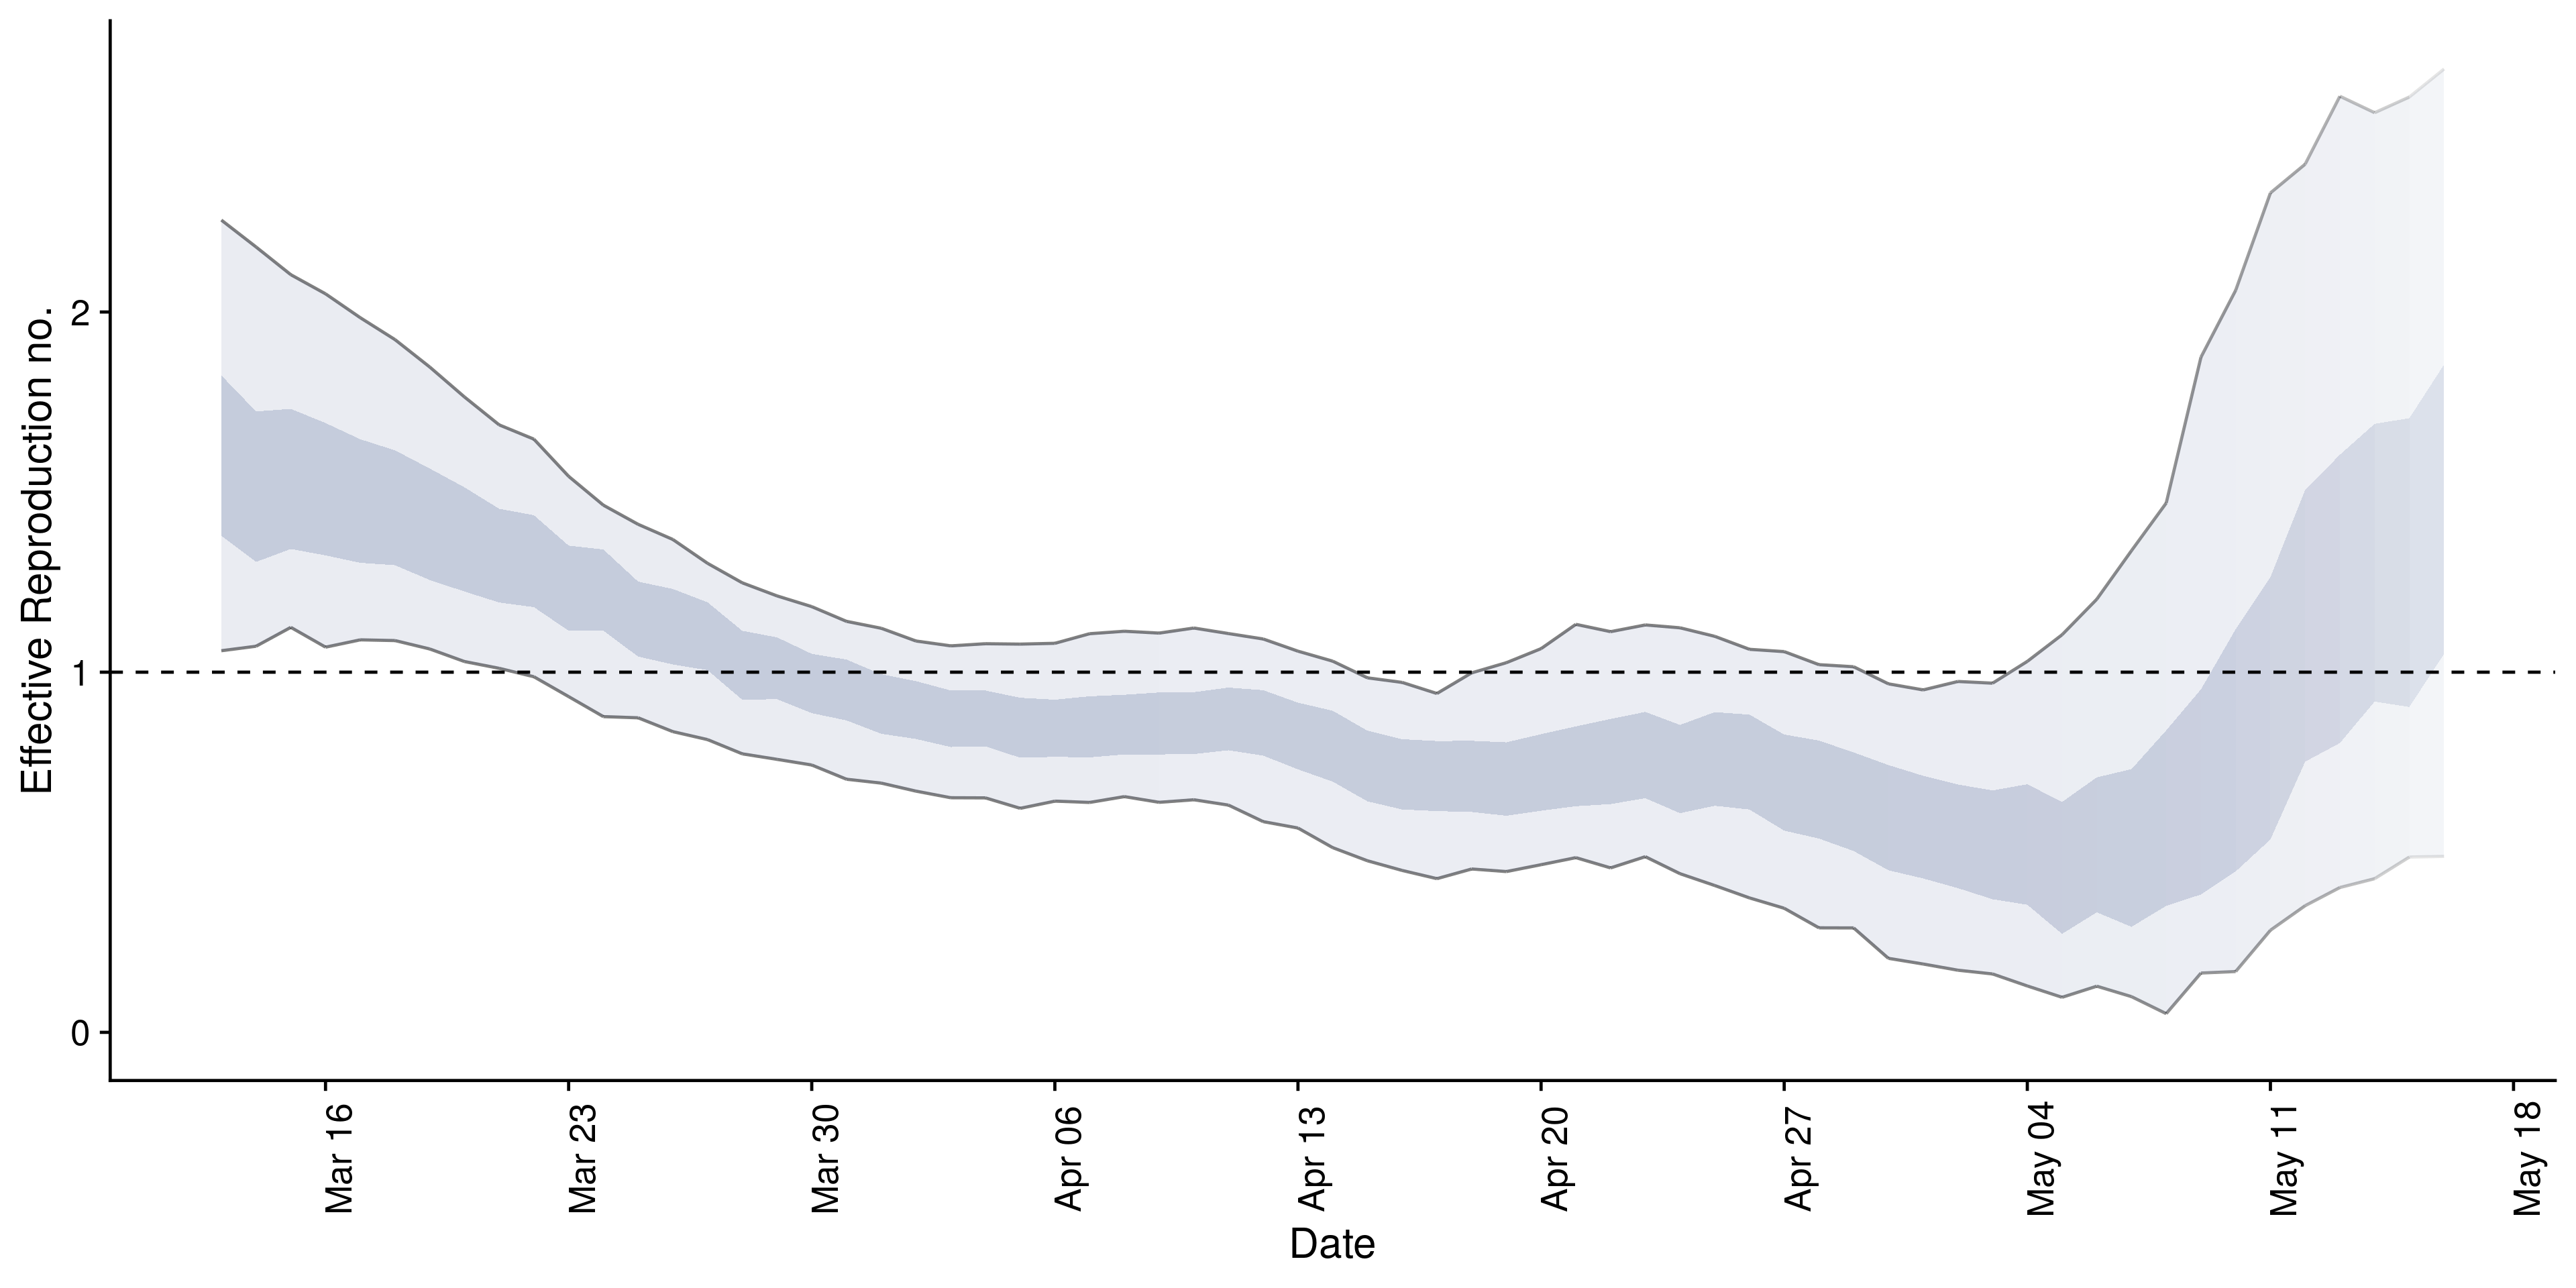 Effective Reproduction no.
2
1
0
Mar 16
Mar 23
Mar 30
Apr 06
Apr 13
Apr 20
Apr 27
May 04
May 11
May 18
Date